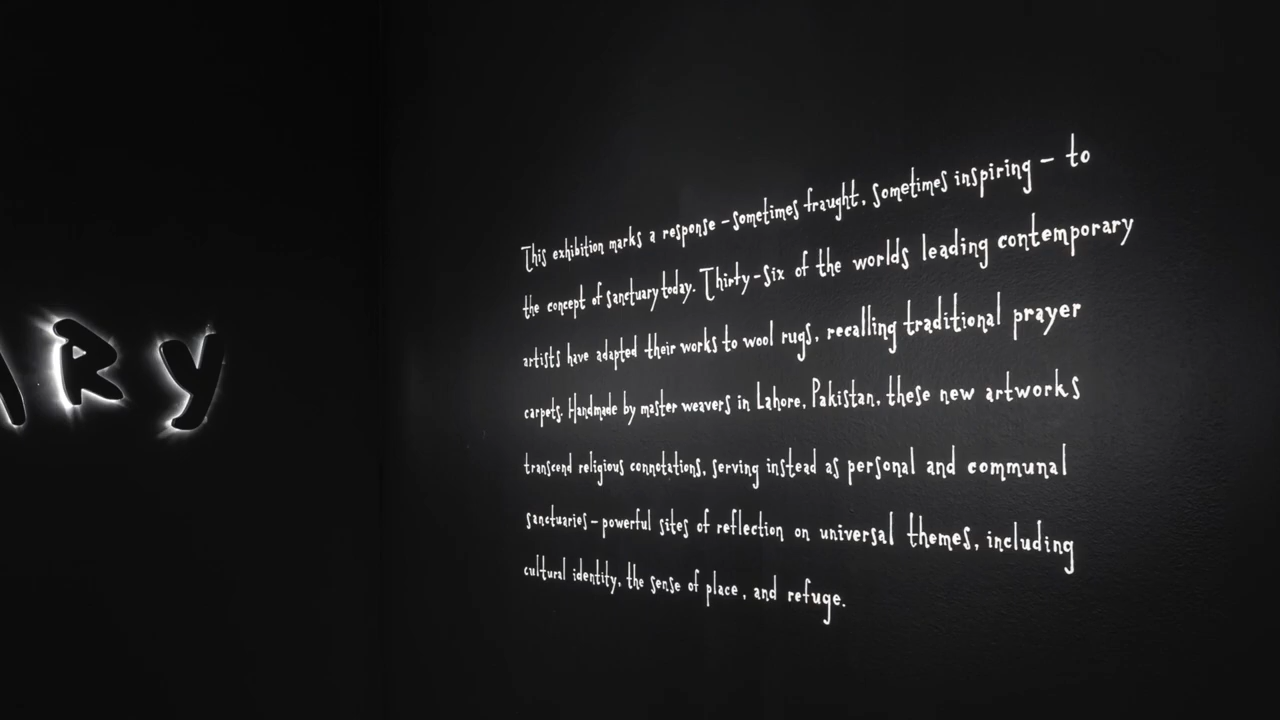 RY
This exhibition marks a response – sometimes fraught, sometimes inspiring – to
the concept of sanctuary today. Thirty-six of the worlds leading contemporary
artists have adapted their works to wool rugs, recalling traditional prayer
carpets. Handmade by master weavers in Lahore, Pakistan, these new artworks
transcend religious connotations, serving instead as personal and communal
sanctuaries – powerful sites of reflection on universal themes, including
cultural identity, the sense of place, and refuge.